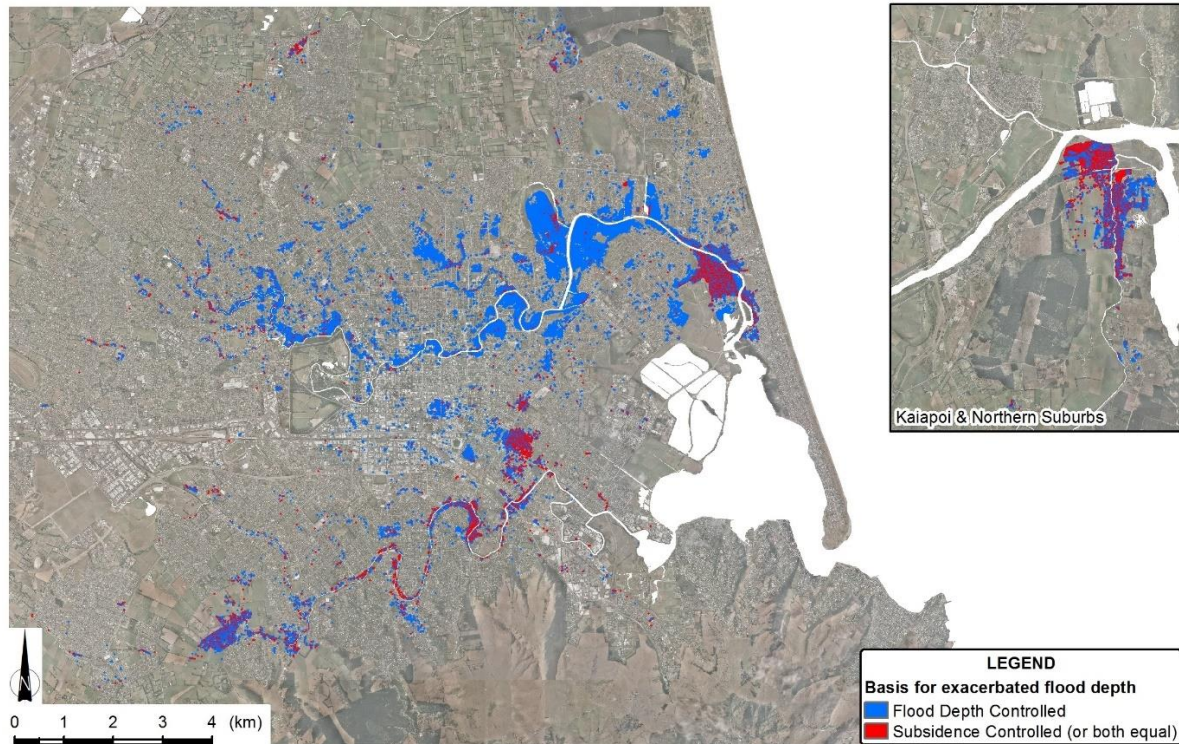 Kaiapoi & Northern Suburbs
N
0 1 2 3 4 (km)
LEGEND
Basis for exacerbated flood depth
Flood Depth Controlled
Subsidence Controlled (or both equal)